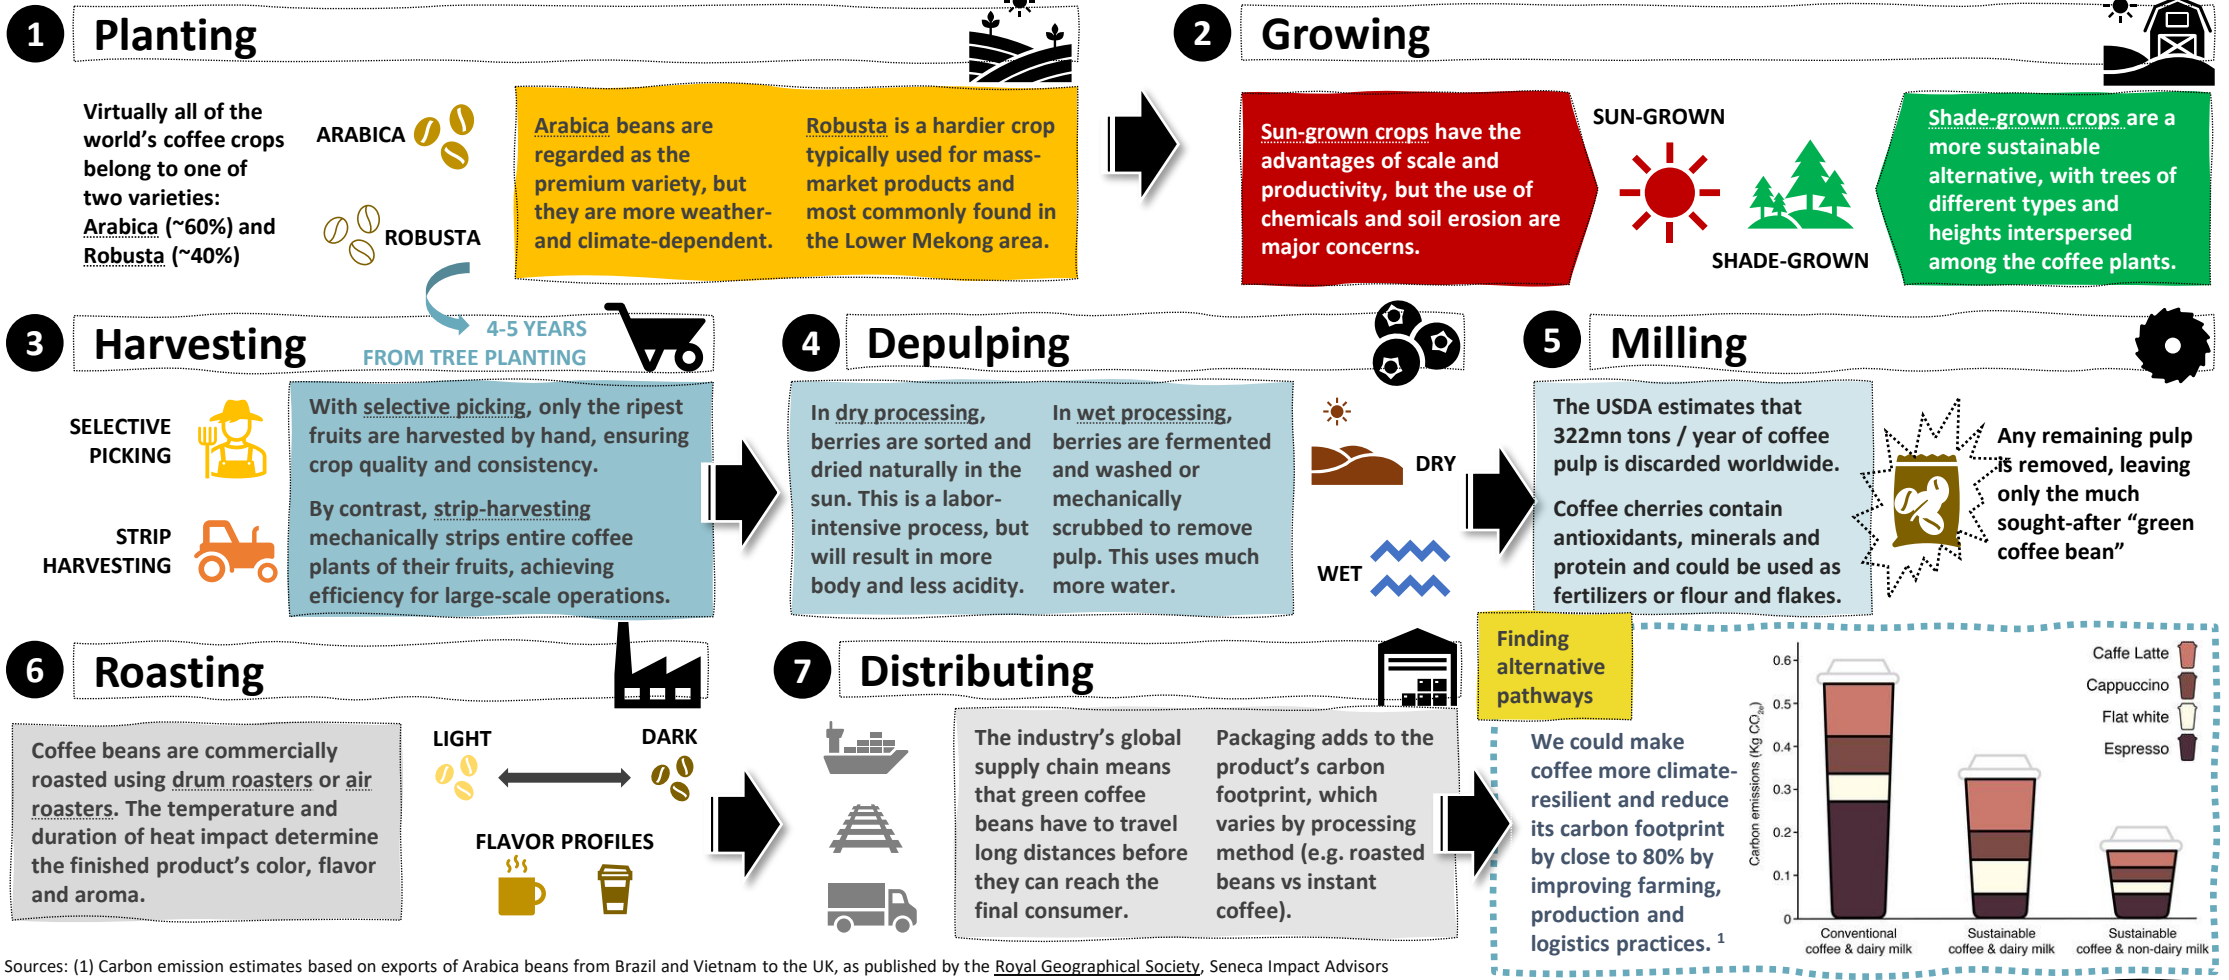 1
Planting
Virtually all of the
world's coffee crops
belong to one of
two varieties:
Arabica (~60%) and
Robusta (~40%)
ARABICA
ROBUSTA
Arabica beans are
regarded as the
premium variety, but
they are more weather-
and climate-dependent.
Robusta is a hardier crop
typically used for mass-
market products and
most commonly found in
the Lower Mekong area.
2
Growing
Sun-grown crops have the
advantages of scale and
productivity, but the use of
chemicals and soil erosion are
major concerns.
SUN-GROWN
SHADE-GROWN
Shade-grown crops are a
more sustainable
alternative, with trees of
different types and
heights interspersed
among the coffee plants.
3
Harvesting
4-5 YEARS
FROM TREE PLANTING
SELECTIVE
PICKING
STRIP
HARVESTING
With selective picking, only the ripest
fruits are harvested by hand, ensuring
crop quality and consistency.
By contrast, strip-harvesting
mechanically strips entire coffee
plants of their fruits, achieving
efficiency for large-scale operations.
4
Depulping
In dry processing,
berries are sorted and
dried naturally in the
sun. This is a labor-
intensive process, but
will result in more
body and less acidity.
In wet processing,
berries are fermented
and washed or
mechanically
scrubbed to remove
pulp. This uses much
more water.
DRY
WET
5
Milling
The USDA estimates that
322mn tons / year of coffee
pulp is discarded worldwide.
Coffee cherries contain
antioxidants, minerals and
protein and could be used as
fertilizers or flour and flakes.
Any remaining pulp
is removed, leaving
only the much
sought-after “green
coffee bean”
6
Roasting
Coffee beans are commercially
roasted using drum roasters or air
roasters. The temperature and
duration of heat impact determine
the finished product's color, flavor
and aroma.
LIGHT
DARK
FLAVOR PROFILES
7
Distributing
The industry's global
supply chain means
that green coffee
beans have to travel
long distances before
they can reach the
final consumer.
Packaging adds to the
product's carbon
footprint, which
varies by processing
method (e.g. roasted
beans vs instant
coffee).
Finding
alternative
pathways
We could make
coffee more climate-
resilient and reduce
its carbon footprint
by close to 80% by
improving farming,
production and
logistics practices. 1
Carbon emissions (Kg CO2e)
0.6
0.5
0.4
0.3
0.2
0.1
0
Caffe Latte
Cappuccino
Flat white
Espresso
Conventional
coffee & dairy milk
Sustainable
coffee & dairy milk
Sustainable
coffee & non-dairy milk
Sources: (1) Carbon emission estimates based on exports of Arabica beans from Brazil and Vietnam to the UK, as published by the Royal Geographical Society, Seneca Impact Advisors